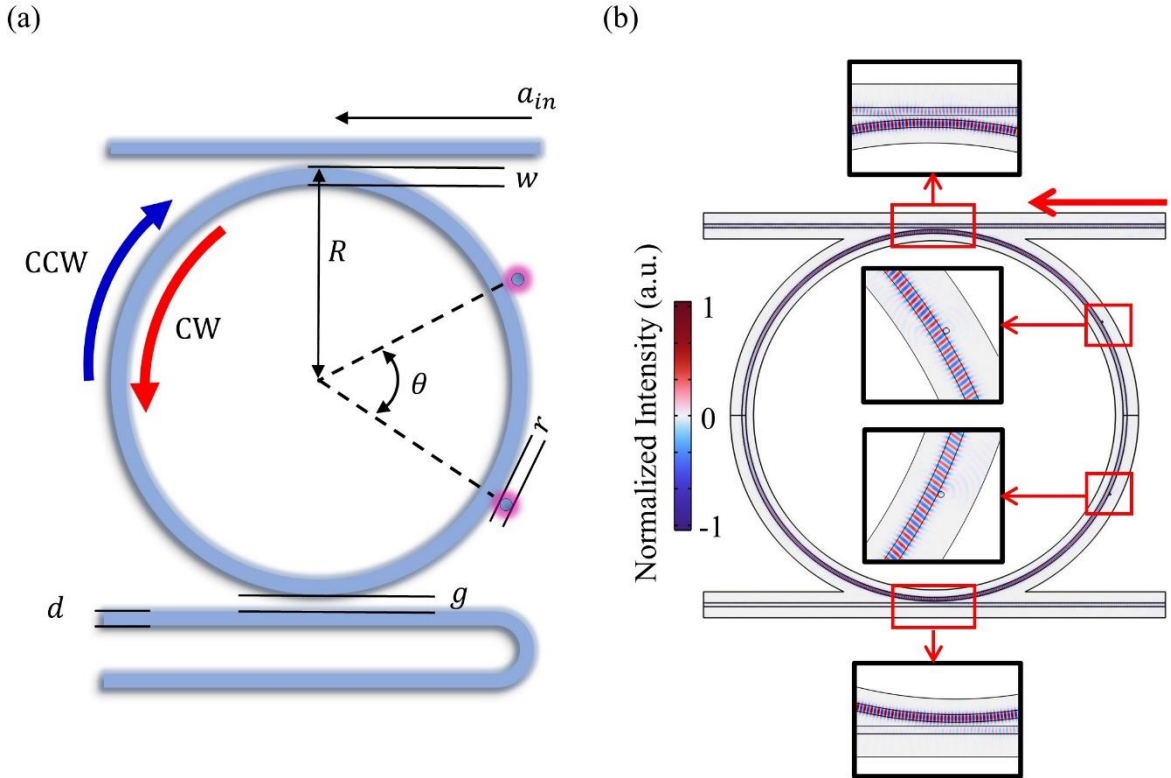 (a)
(b)
a_in
w
R
CCW
CW
θ
r
d
g
Normalized Intensity (a.u.)
1
0
-1